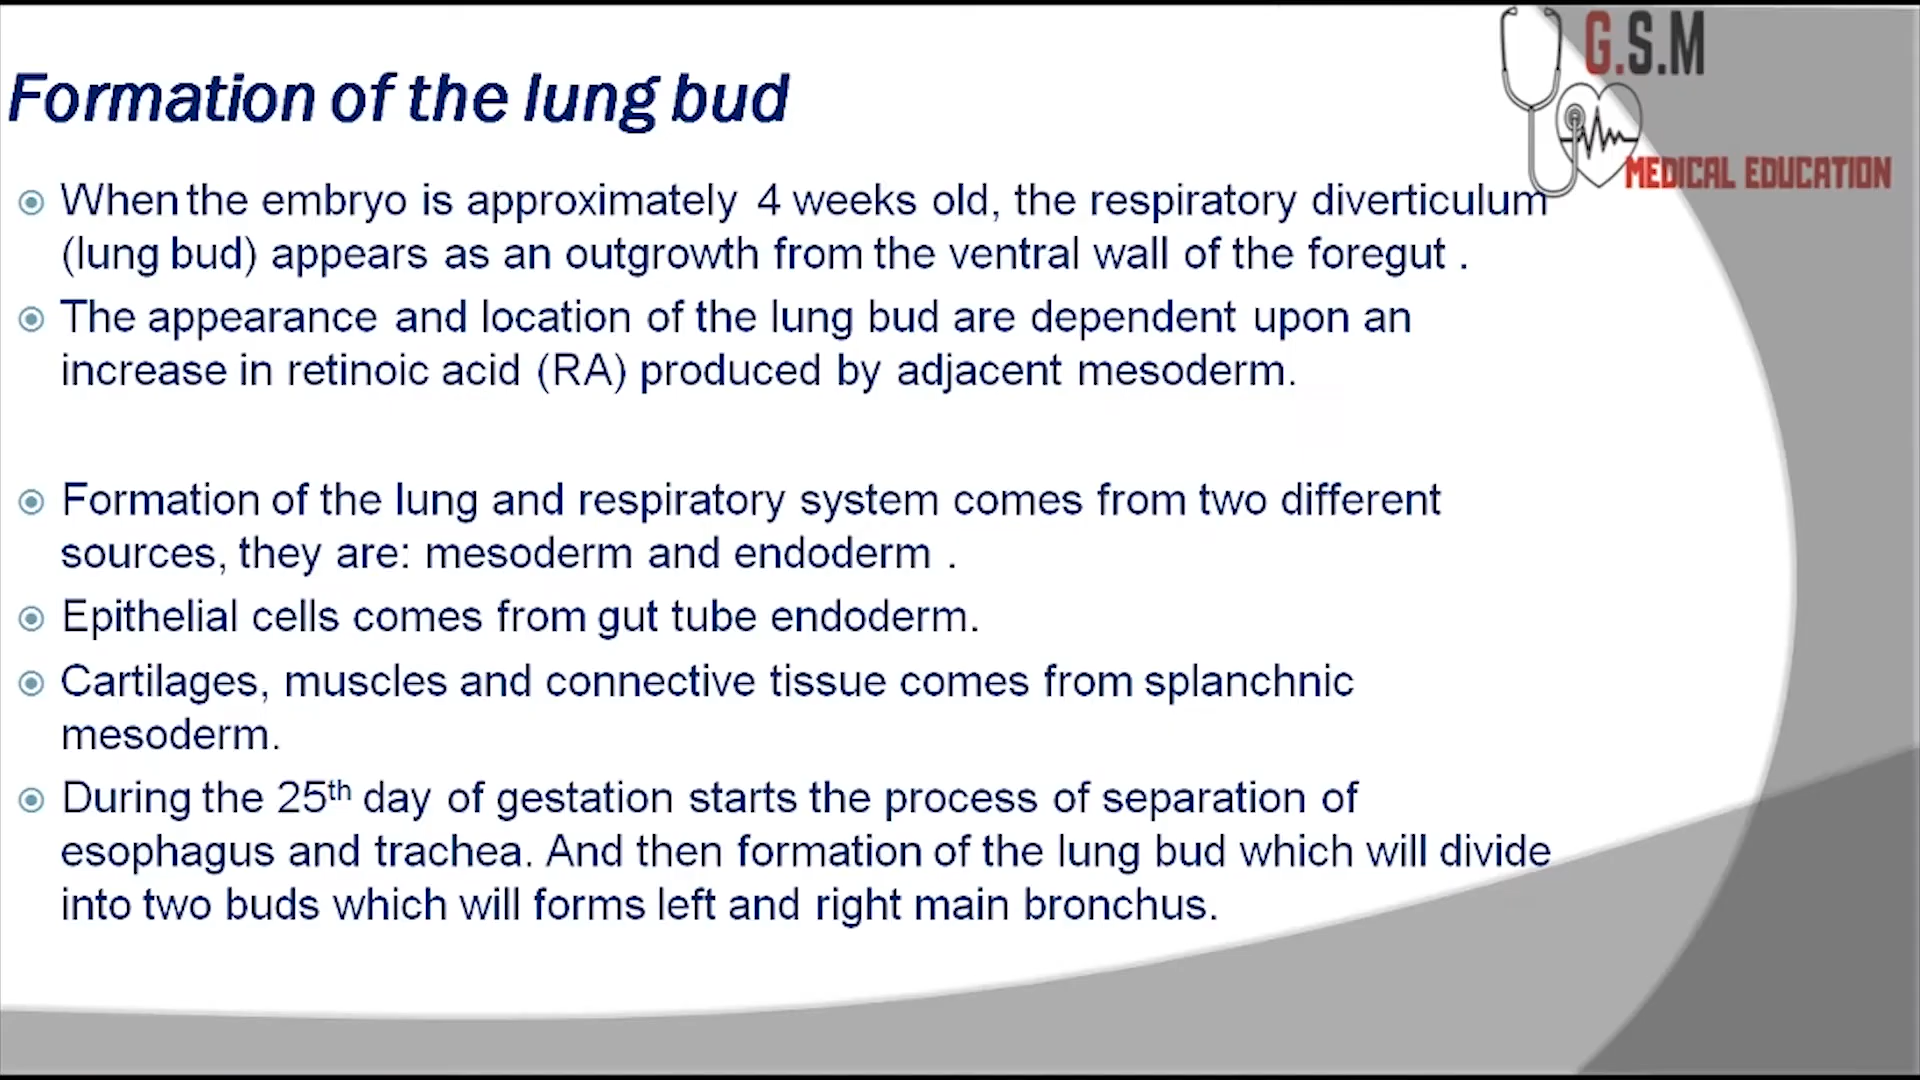 G.S.M
MEDICAL EDUCATION
Formation of the lung bud
When the embryo is approximately 4 weeks old, the respiratory diverticulum
(lung bud) appears as an outgrowth from the ventral wall of the foregut .
The appearance and location of the lung bud are dependent upon an
increase in retinoic acid (RA) produced by adjacent mesoderm.
Formation of the lung and respiratory system comes from two different
sources, they are: mesoderm and endoderm .
Epithelial cells comes from gut tube endoderm.
Cartilages, muscles and connective tissue comes from splanchnic
mesoderm.
During the 25th day of gestation starts the process of separation of
esophagus and trachea. And then formation of the lung bud which will divide
into two buds which will forms left and right main bronchus.